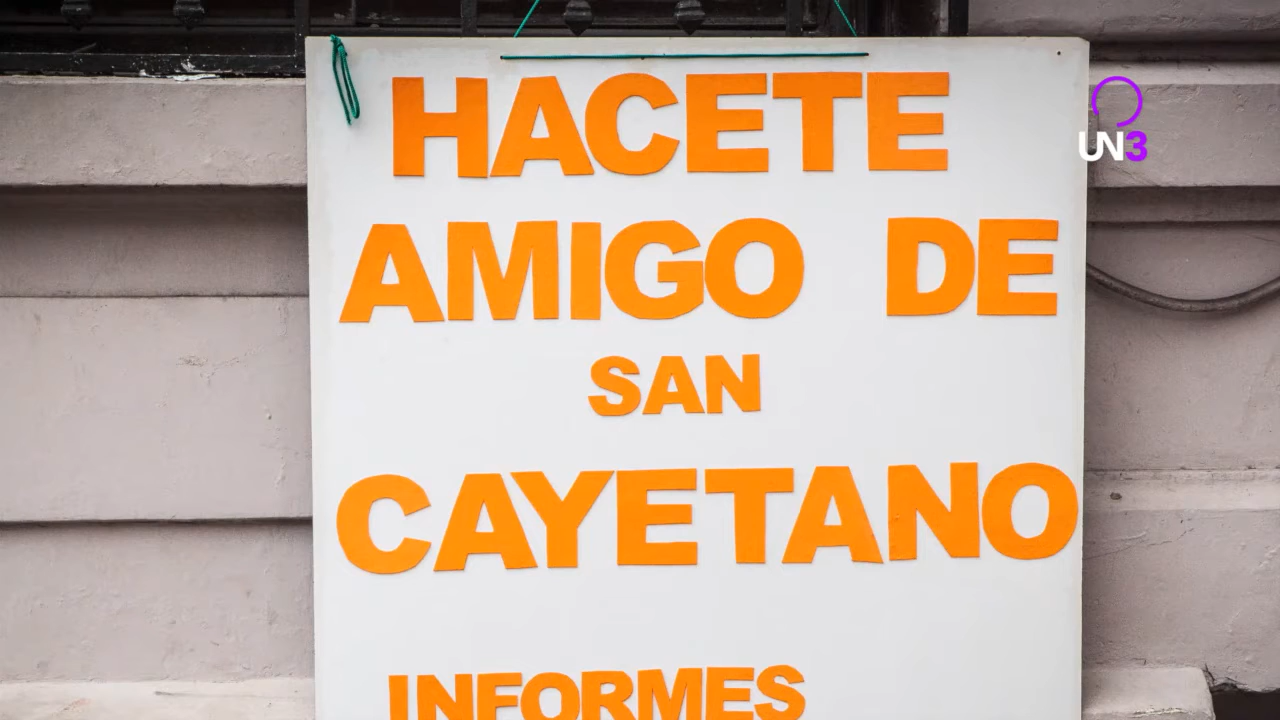 HACETE
UN3
AMIGO DE
SAN
CAYETANO
INFORMES